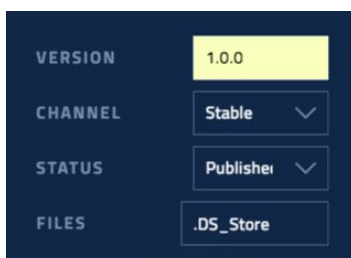 VERSION 1.0.0
CHANNEL Stable
STATUS Publishe
FILES .DS_Store